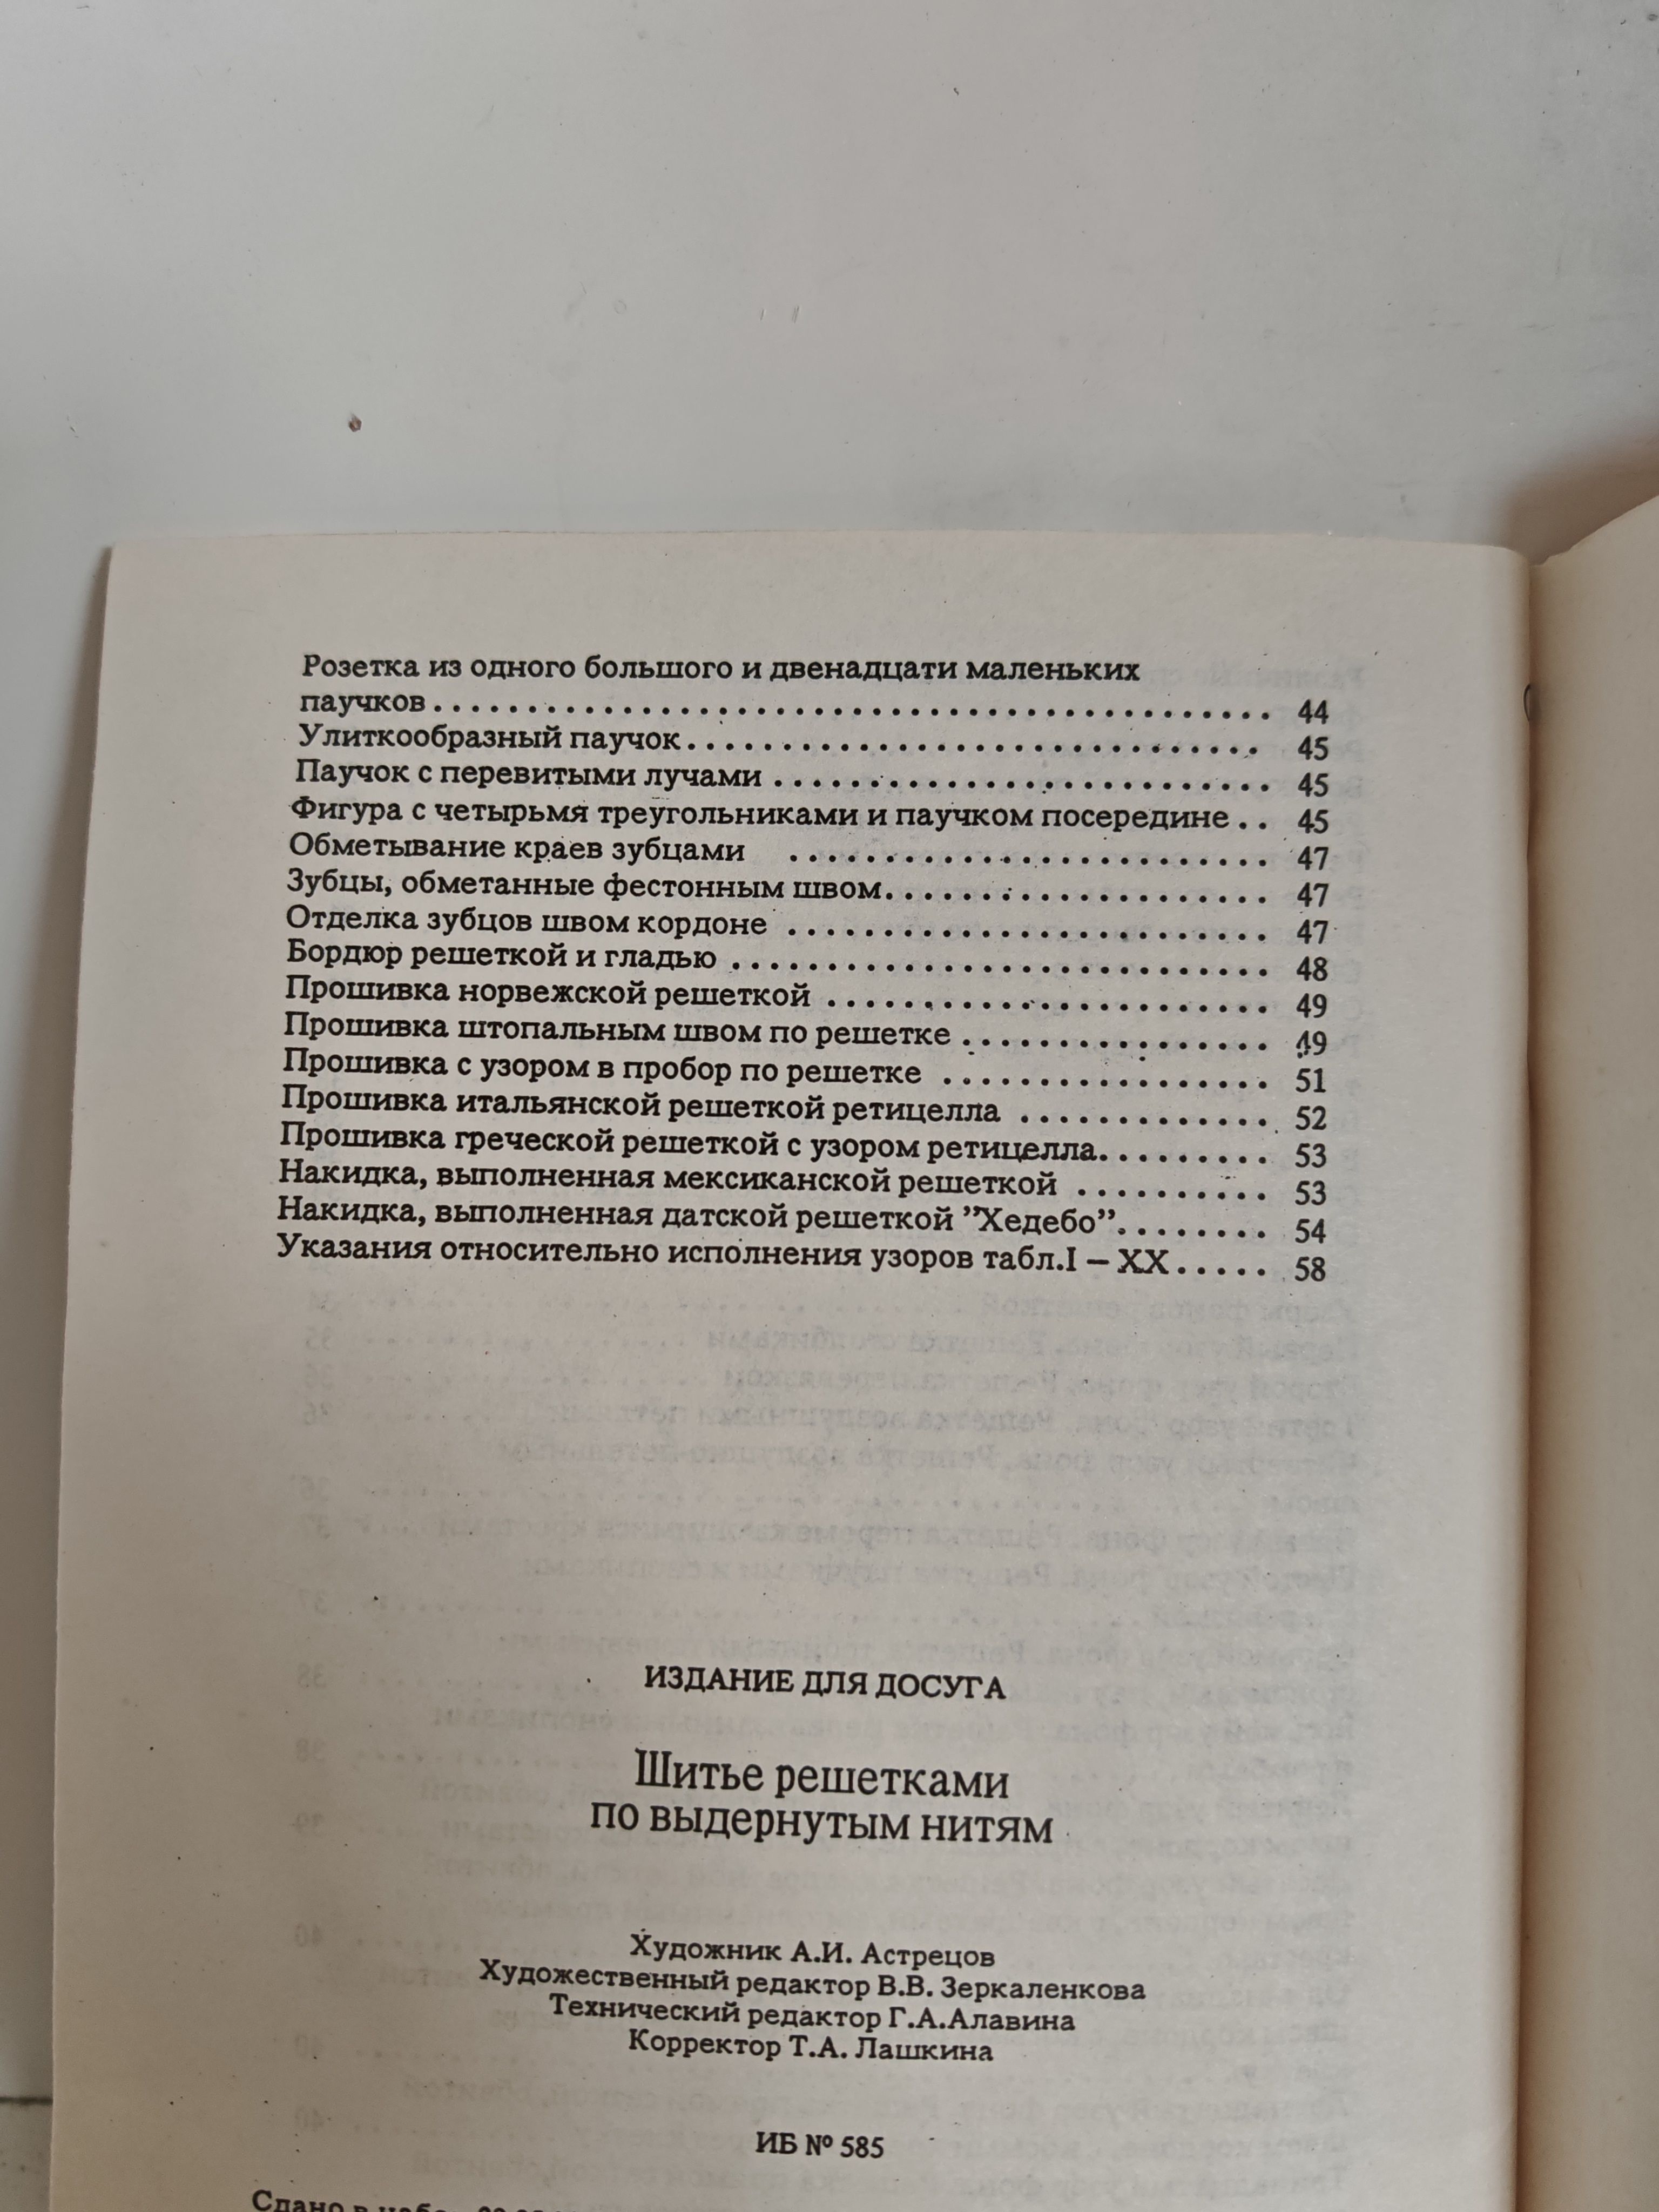 Розетка из одного большого и двенадцати маленьких
паучков . . . . . . . . . . . . . . . . . . . . . . . . . . . . . . . . . . . . . . . . . . . 44
Улиткообразный паучок . . . . . . . . . . . . . . . . . . . . . . . . . . . . . . 45
Паучок с перевитыми лучами . . . . . . . . . . . . . . . . . . . . . . . . . . 45
Фигура с четырьмя треугольниками и паучком посередине . . 45
Обметывание краев зубцами . . . . . . . . . . . . . . . . . . . . . . . . . 47
Зубцы, обметанные фестонным швом . . . . . . . . . . . . . . . . . . . . 47
Отделка зубцов швом кордоне . . . . . . . . . . . . . . . . . . . . . . . . . 47
Бордюр решеткой и гладью . . . . . . . . . . . . . . . . . . . . . . . . . . . . 48
Прошивка норвежской решеткой . . . . . . . . . . . . . . . . . . . . . . . 49
Прошивка штопальным швом по решетке . . . . . . . . . . . . . . . . 49
Прошивка с узором в пробор по решетке . . . . . . . . . . . . . . . . . 51
Прошивка итальянской решеткой ретицелла . . . . . . . . . . . . . 52
Прошивка греческой решеткой с узором ретицелла . . . . . . . . . 53
Накидка, выполненная мексиканской решеткой . . . . . . . . . . 53
Накидка, выполненная датской решеткой ”Хедебо” . . . . . . . . 54
Указания относительно исполнения узоров табл.I – XX . . . . . 58
ИЗДАНИЕ ДЛЯ ДОСУГА
Шитье решетками
по выдернутым нитям
Художник А.И. Астрецов
Художественный редактор В.В. Зеркаленкова
Технический редактор Г.А.Алавина
Корректор Т.А. Лашкина
ИБ № 585
Сдано в